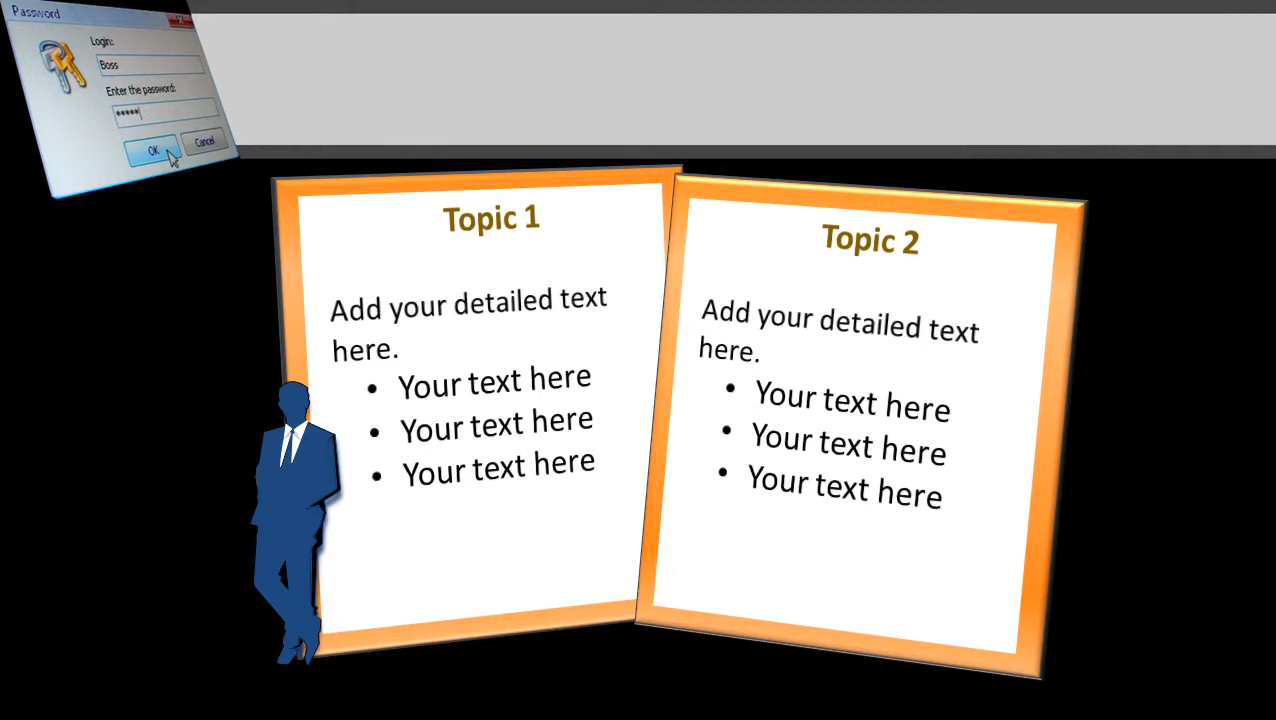 Password
Login:
Boss
Enter the password:
*****
OK
Cancel
Topic 1
Add your detailed text
here.
• Your text here
• Your text here
• Your text here
Topic 2
Add your detailed text
here.
• Your text here
• Your text here
• Your text here